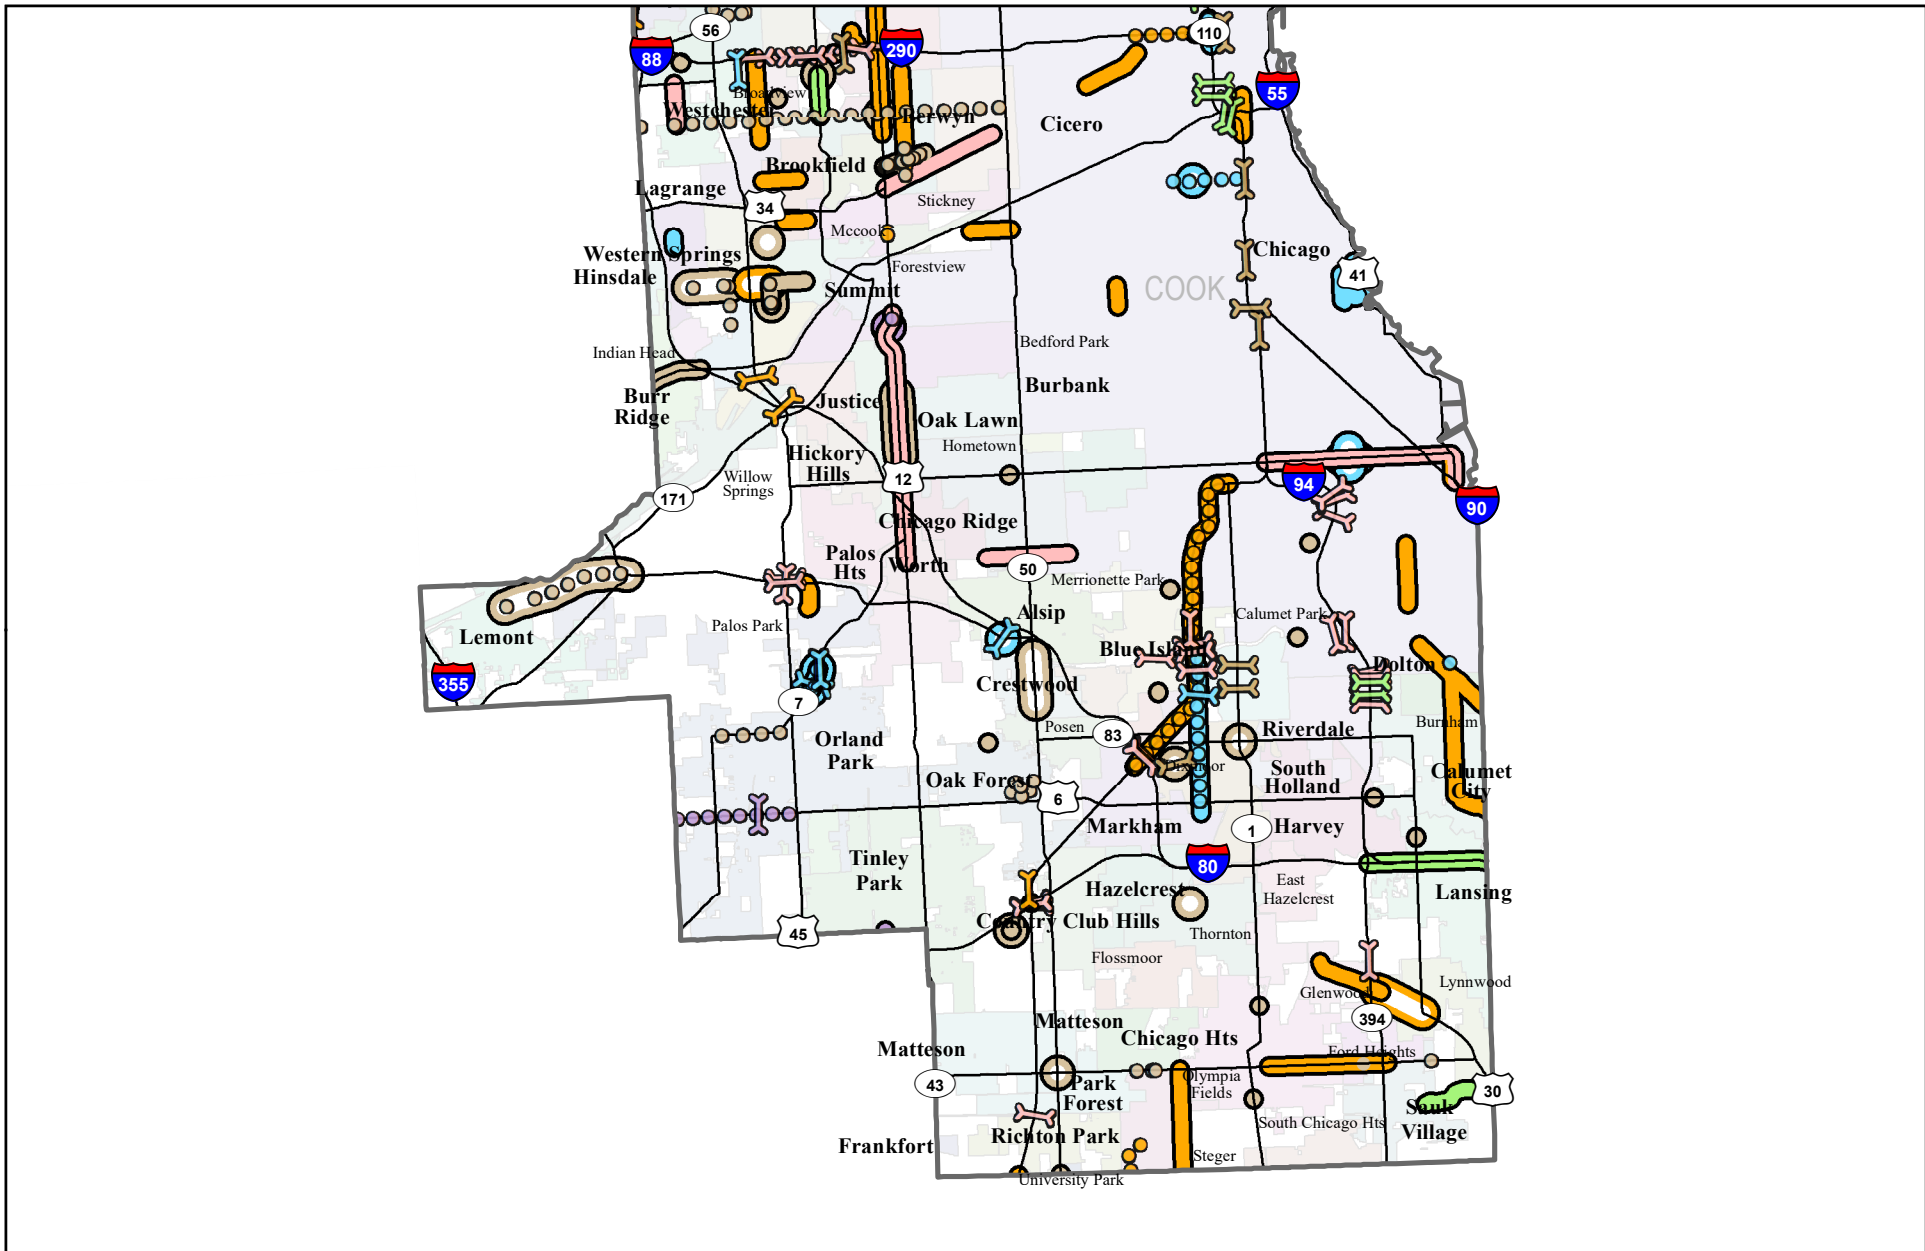 56
88
290
110
55
Broadview
Westchester
Berwyn
Cicero
Brookfield
Lagrange
34
Stickney
Mccook
Western Springs
Hinsdale
Forestview
Summit
Chicago
41
COOK
Indian Head
Bedford Park
Burbank
Burr
Ridge
Justice
Oak Lawn
Hometown
Hickory
Hills
Willow
Springs
12
171
94
90
Chicago Ridge
Palos
Hts
Worth
50
Merrionette Park
Alsip
Calumet Park
Palos Park
Lemont
355
Blue Island
Dolton
Crestwood
7
Posen
83
Riverdale
Burnham
Orland
Park
Dixmoor
South
Holland
Calumet
City
Oak Forest
6
Markham
1
Harvey
Tinley
Park
80
Hazelcrest
East
Hazelcrest
Lansing
45
Country Club Hills
Thornton
Flossmoor
Glenwood
Lynnwood
394
Matteson
Chicago Hts
Matteson
Ford Heights
43
Park
Forest
Olympia
Fields
30
Sauk
Village
South Chicago Hts
Richton Park
Frankfort
Steger
University Park